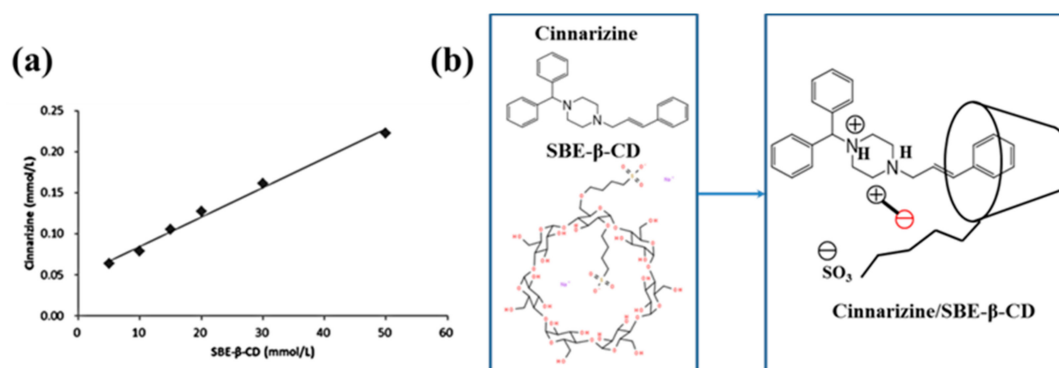 (a)
0.25
0.20
0.15
0.10
0.05
0.00
0
10
20
30
40
50
60
Cinnarizine (mmol/L)
SBE-β-CD (mmol/L)
(b)
Cinnarizine
N
N
SBE-β-CD
N
H
H
N
SO3
Cinnarizine/SBE-β-CD